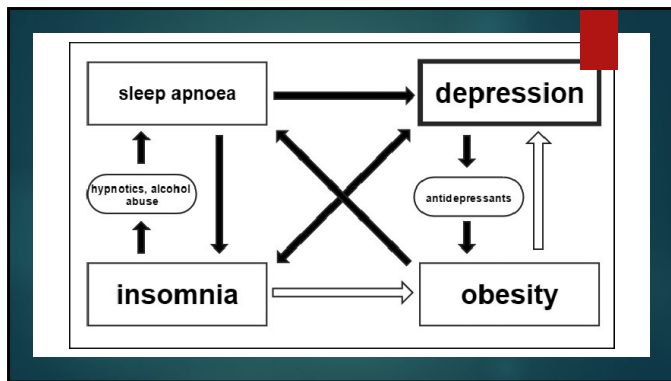 sleep apnoea
depression
hypnotics, alcohol
abuse
antidepressants
insomnia
obesity